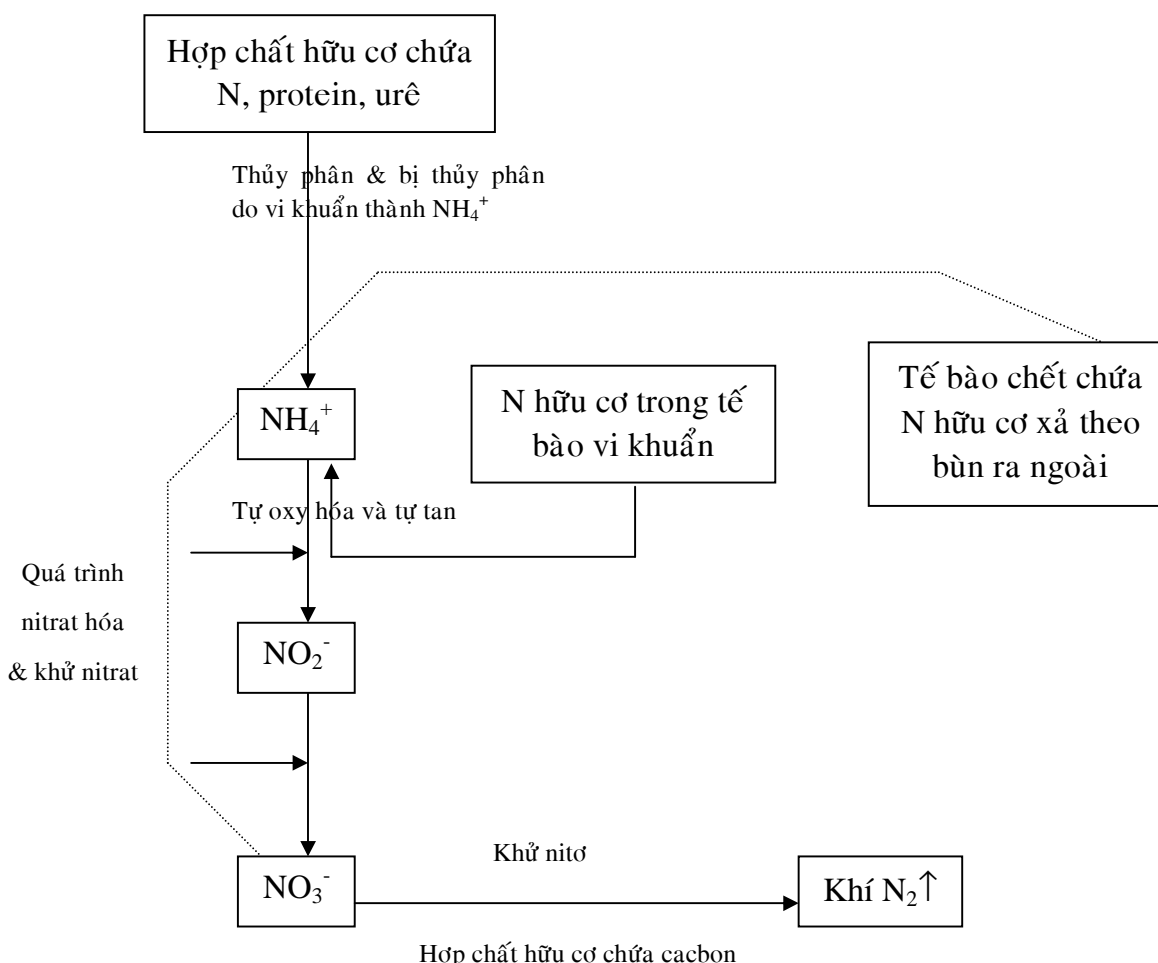 Hợp chất hữu cơ chứa
N, protein, urê
Thủy phân & bị thủy phân
do vi khuẩn thành NH₄⁺
NH₄⁺
N hữu cơ trong tế
bào vi khuẩn
Tế bào chết chứa
N hữu cơ xả theo
bùn ra ngoài
Tự oxy hóa và tự tan
Quá trình
nitrat hóa
& khử nitrat
NO₂⁻
NO₃⁻
Khử nitơ
Khí N₂↑
Hợp chất hữu cơ chứa cacbon